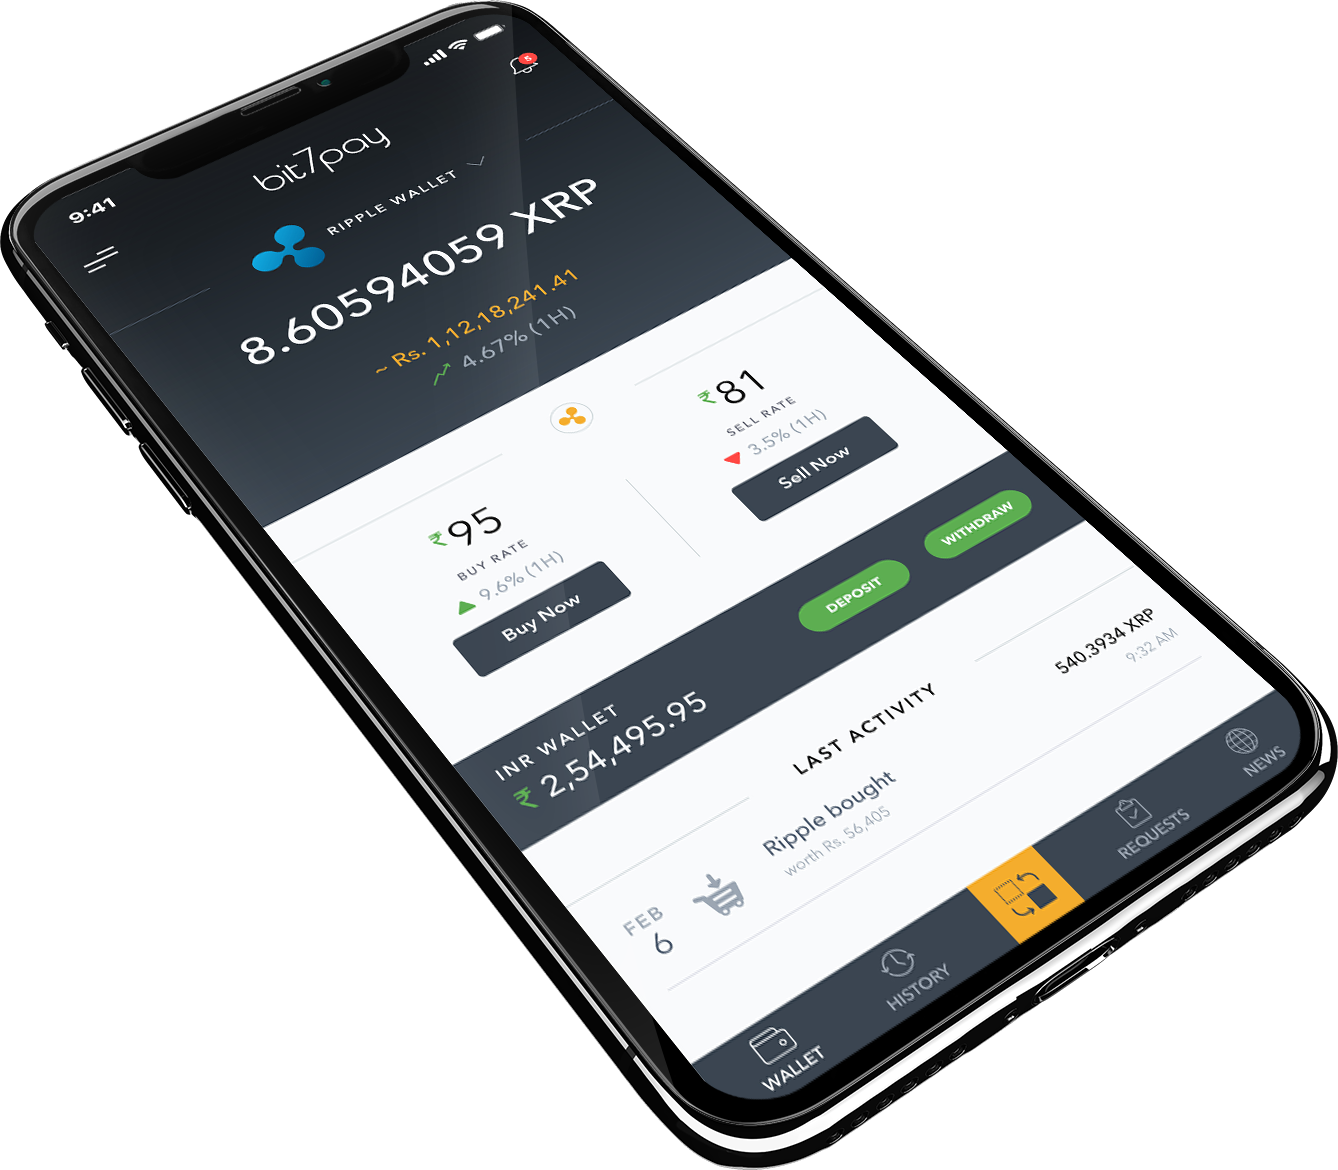 9:41
5
bit7pay
RIPPLE WALLET
8.60594059 XRP
~ Rs. 1,12,18,241.41
4.67% (1H)
₹95
BUY RATE
9.6% (1H)
Buy Now
₹81
SELL RATE
3.5% (1H)
Sell Now
INR WALLET
₹ 2,54,495.95
DEPOSIT
WITHDRAW
LAST ACTIVITY
FEB
6
Ripple bought
worth Rs. 56,405
540.3934 XRP
9:32 AM
WALLET
HISTORY
REQUESTS
NEWS